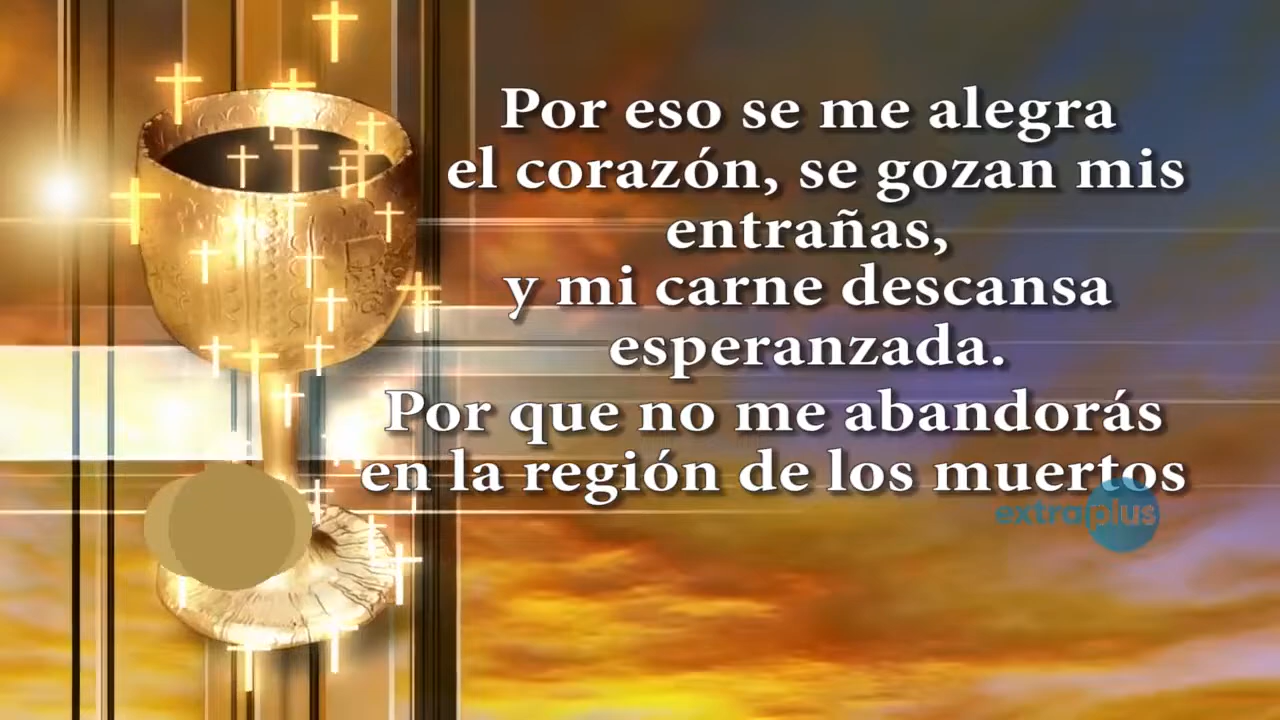 Por eso se me alegra
el corazón, se gozan mis
entrañas,
y mi carne descansa
esperanzada.
Por que no me abandorás
en la región de los muertos
extraplus